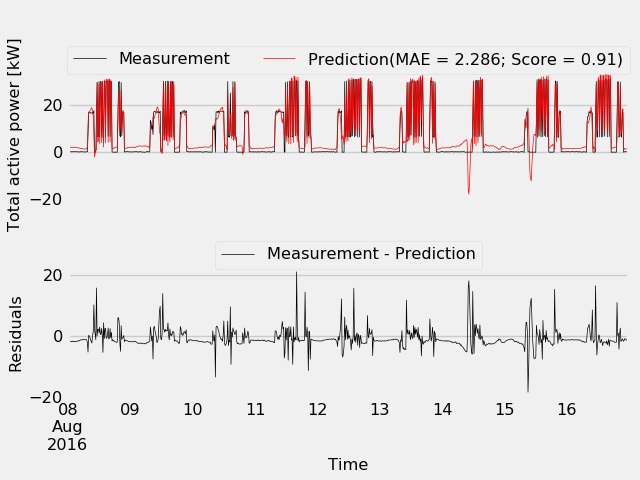 Measurement
Prediction(MAE = 2.286; Score = 0.91)
Total active power [kW]
20
0
−20
Measurement - Prediction
Residuals
20
0
−20
08 09 10 11 12 13 14 15 16
Aug
2016
Time